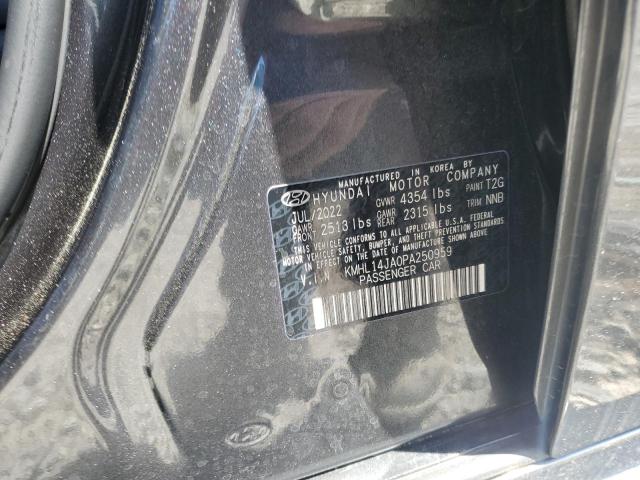 MANUFACTURED IN KOREA BY
HYUNDAI MOTOR COMPANY
JUL/2022 GVWR 4354 lbs PAINT T2G
GAWR FRONT 2513 lbs GAWR REAR 2315 lbs TRIM NNB
THIS VEHICLE CONFORMS TO ALL APPLICABLE U.S.A. FEDERAL
MOTOR VEHICLE SAFETY, BUMPER, AND THEFT PREVENTION
STANDARDS IN EFFECT ON THE DATE OF MANUFACTURE SHOWN ABOVE.
V.I.N KMHL14JA0PA250959
PASSENGER CAR